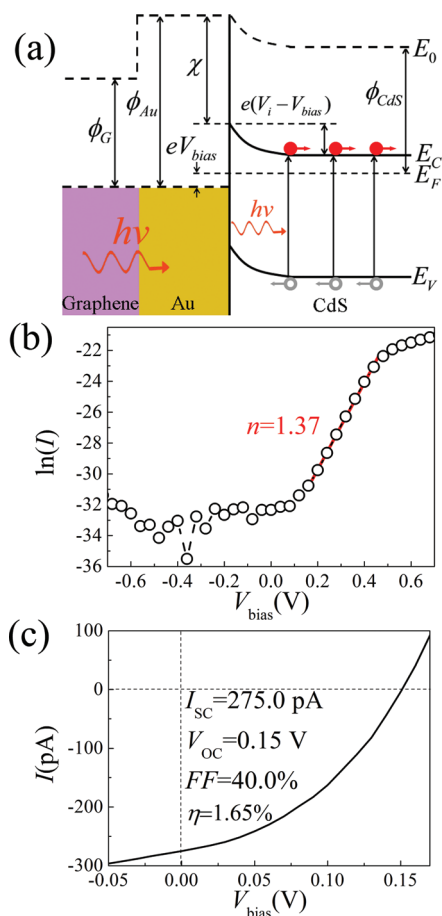 (a)
E0
χ
ϕG
ϕAu
ϕCdS
e(Vi−Vbias)
eVbias
EC
EF
hν
hν
EV
Graphene
Au
CdS
(b)
-22
-24
-26
-28
-30
-32
-34
-36
ln(I)
n=1.37
-0.6 -0.4 -0.2 0.0 0.2 0.4 0.6
Vbias(V)
(c)
100
0
-100
-200
-300
I(pA)
ISC=275.0 pA
VOC=0.15 V
FF=40.0%
η=1.65%
-0.05 0.00 0.05 0.10 0.15
Vbias(V)